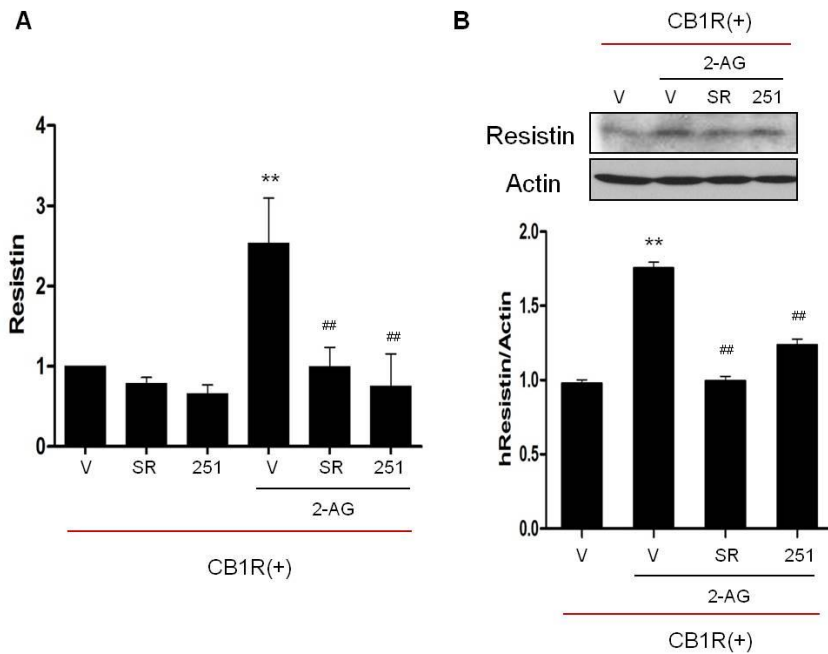 A
4
3
2
1
0
Resistin
**
##
##
V SR 251 V SR 251
2-AG
CB1R(+)
B
CB1R(+)
2-AG
V V SR 251
Resistin
Actin
2.0
1.5
1.0
0.5
0.0
hResistin/Actin
**
##
##
V V SR 251
2-AG
CB1R(+)